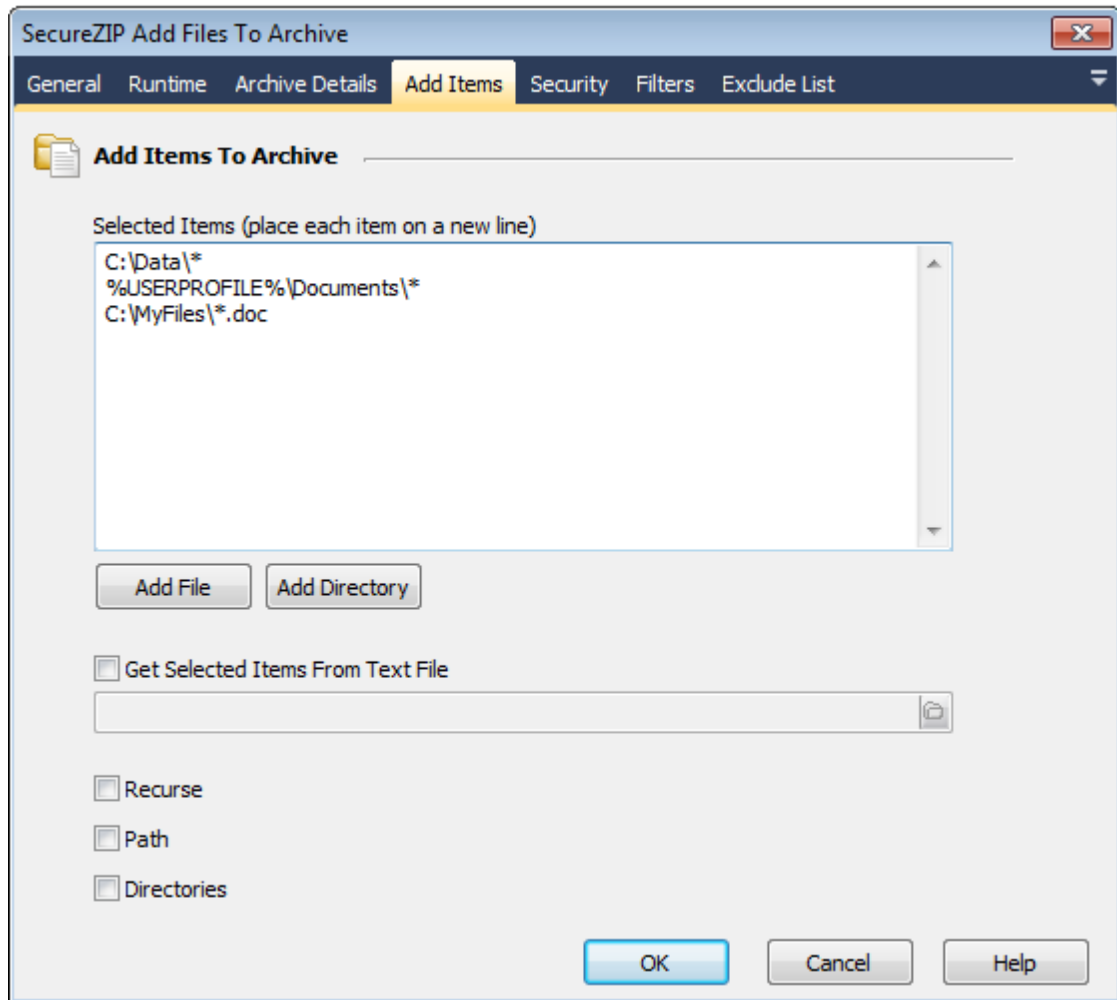 SecureZIP Add Files To Archive
General Runtime Archive Details Add Items Security Filters Exclude List
Add Items To Archive
Selected Items (place each item on a new line)
C:\Data\*
%USERPROFILE%\Documents\*
C:\MyFiles\*.doc
Add File Add Directory
Get Selected Items From Text File
Recurse
Path
Directories
OK Cancel Help